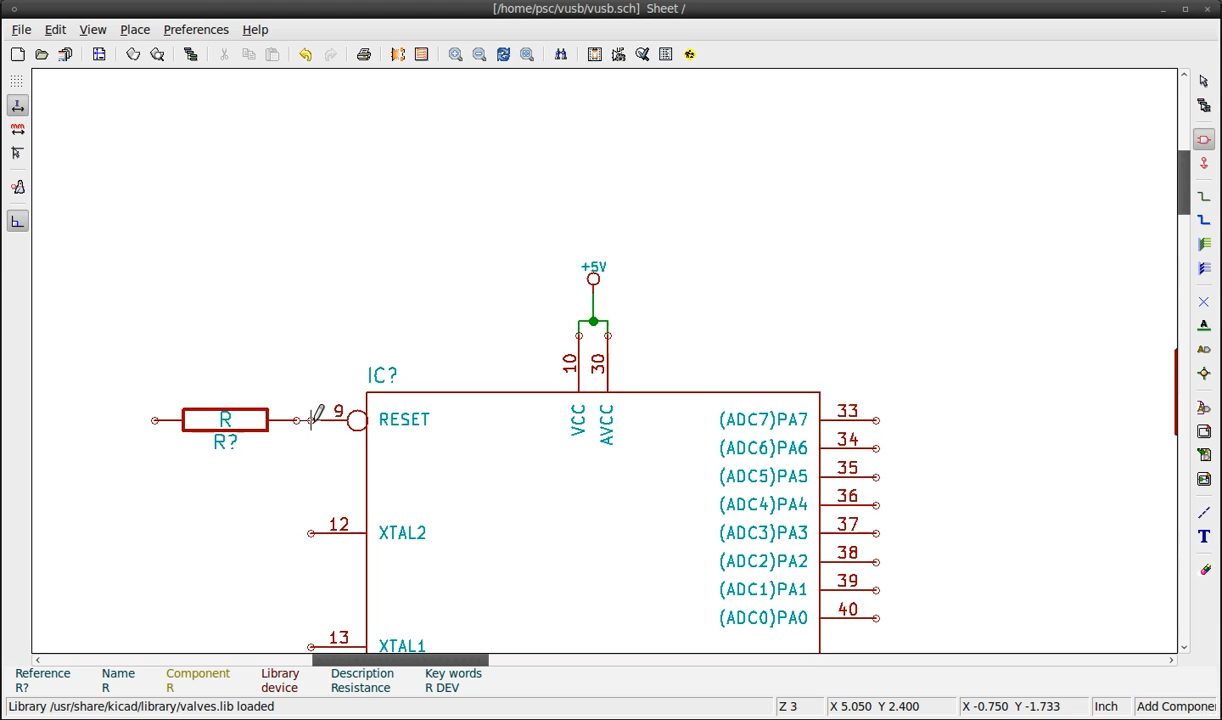 [/home/psc/vusb/vusb.sch] Sheet /
File Edit View Place Preferences Help
+5V
10 30
IC?
R
R?
9 RESET
VCC AVCC
(ADC7)PA7 33
(ADC6)PA6 34
(ADC5)PA5 35
(ADC4)PA4 36
12 XTAL2
(ADC3)PA3 37
(ADC2)PA2 38
(ADC1)PA1 39
(ADC0)PA0 40
13 XTAL1
Reference Name Component Library Description Key words
R? R R device Resistance R DEV
Library /usr/share/kicad/library/valves.lib loaded Z 3 X 5.050 Y 2.400 X -0.750 Y -1.733 Inch Add Componer